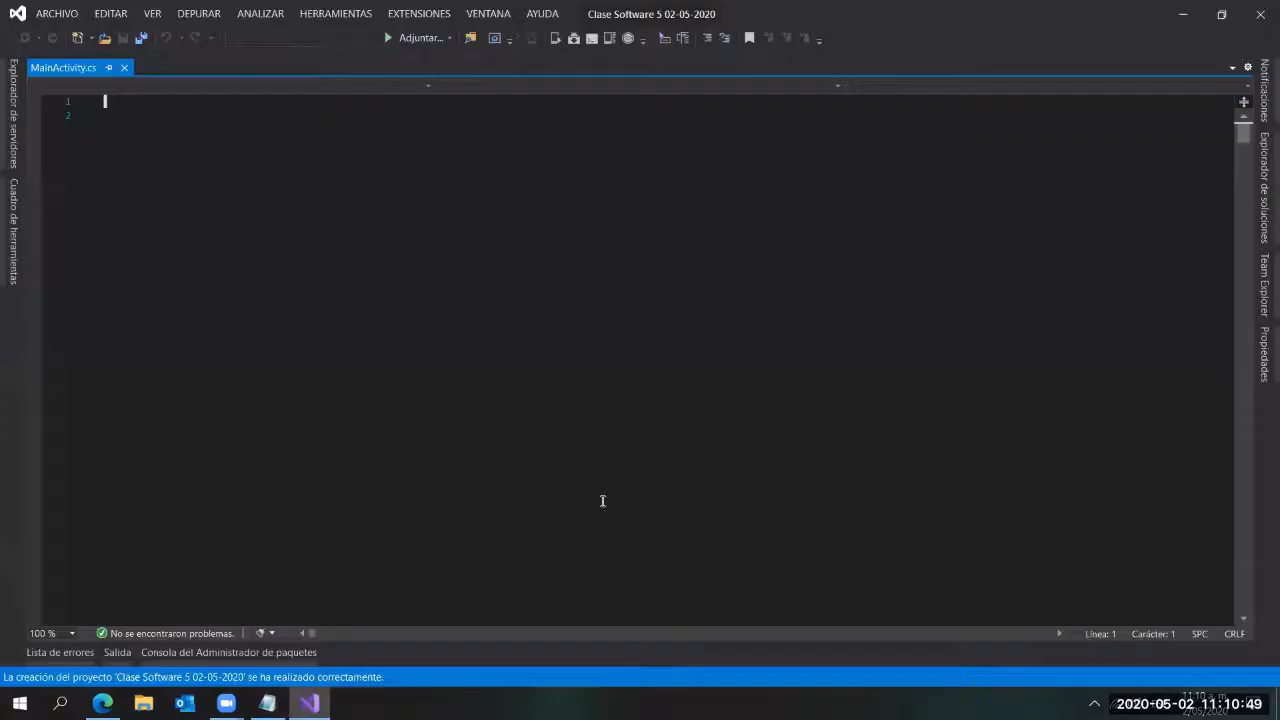 ARCHIVO EDITAR VER DEPURAR ANALIZAR HERRAMIENTAS EXTENSIONES VENTANA AYUDA Clase Software 5 02-05-2020
Adjuntar...
MainActivity.cs
1
2
Explorador de servidores
Cuadro de herramientas
Notificaciones
Explorador de soluciones
Team Explorer
Propiedades
100 % No se encontraron problemas. Línea: 1 Carácter: 1 SPC CRLF
Lista de errores Salida Consola del Administrador de paquetes
La creación del proyecto 'Clase Software 5 02-05-2020' se ha realizado correctamente.
2020-05-02 11:10:49